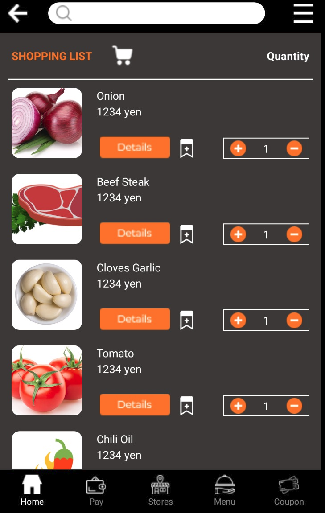 SHOPPING LIST
Quantity
Onion
1234 yen
Details
1
Beef Steak
1234 yen
Details
1
Cloves Garlic
1234 yen
Details
1
Tomato
1234 yen
Details
1
Chili Oil
1234 yen
Home Pay Stores Menu Coupon